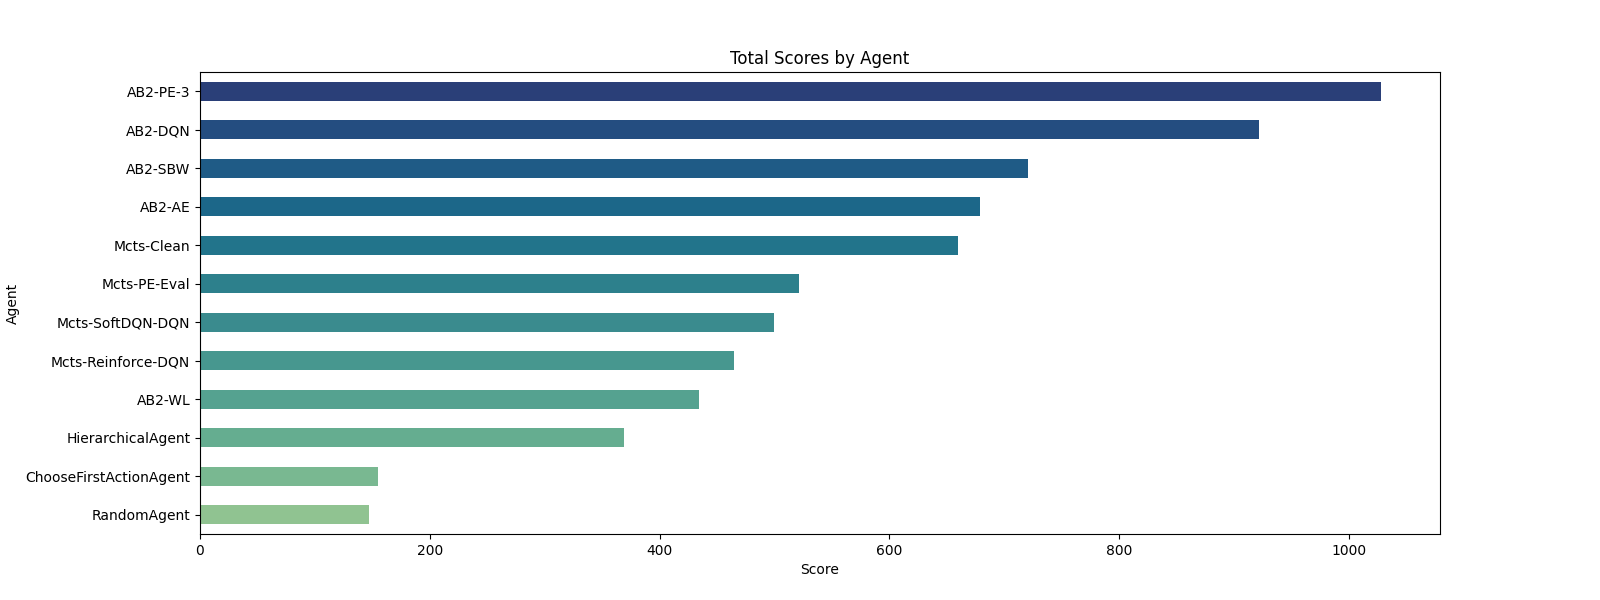 Total Scores by Agent
AB2-PE-3
AB2-DQN
AB2-SBW
AB2-AE
Mcts-Clean
Mcts-PE-Eval
Mcts-SoftDQN-DQN
Mcts-Reinforce-DQN
AB2-WL
HierarchicalAgent
ChooseFirstActionAgent
RandomAgent
Agent
0 200 400 600 800 1000
Score